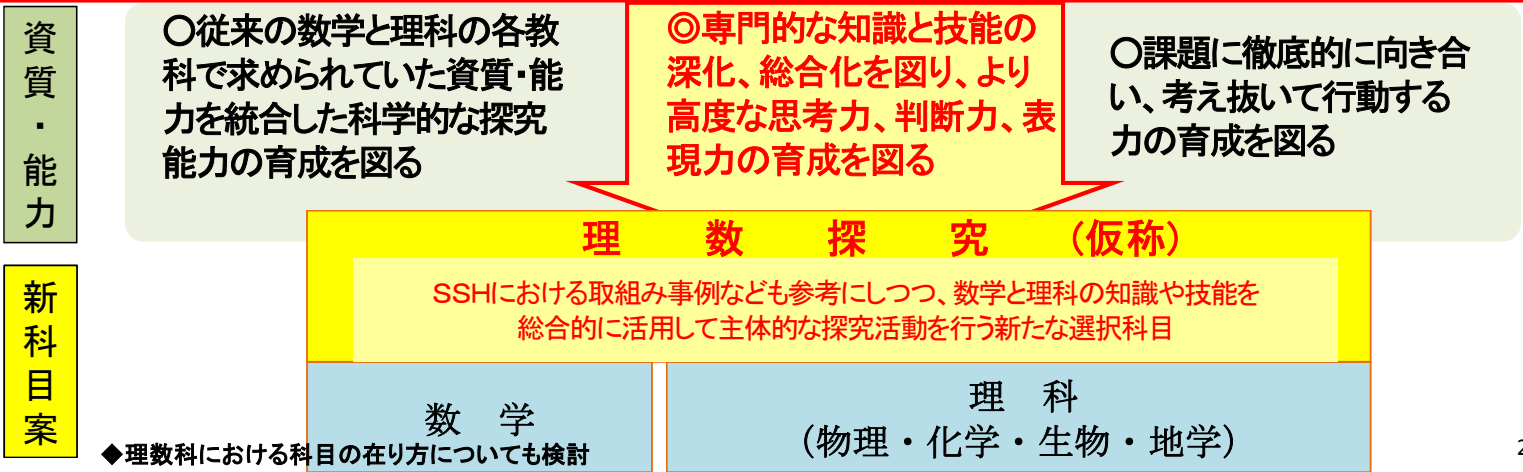 資質・能力
○従来の数学と理科の各教
科で求められていた資質・能
力を統合した科学的な探究
能力の育成を図る
◎専門的な知識と技能の
深化、総合化を図り、より
高度な思考力、判断力、表
現力の育成を図る
○課題に徹底的に向き合
い、考え抜いて行動する
力の育成を図る
新科目案
理数探究(仮称)
SSHにおける取組み事例なども参考にしつつ、数学と理科の知識や技能を
総合的に活用して主体的な探究活動を行う新たな選択科目
数 学
理 科
(物理・化学・生物・地学)
◆理数科における科目の在り方についても検討